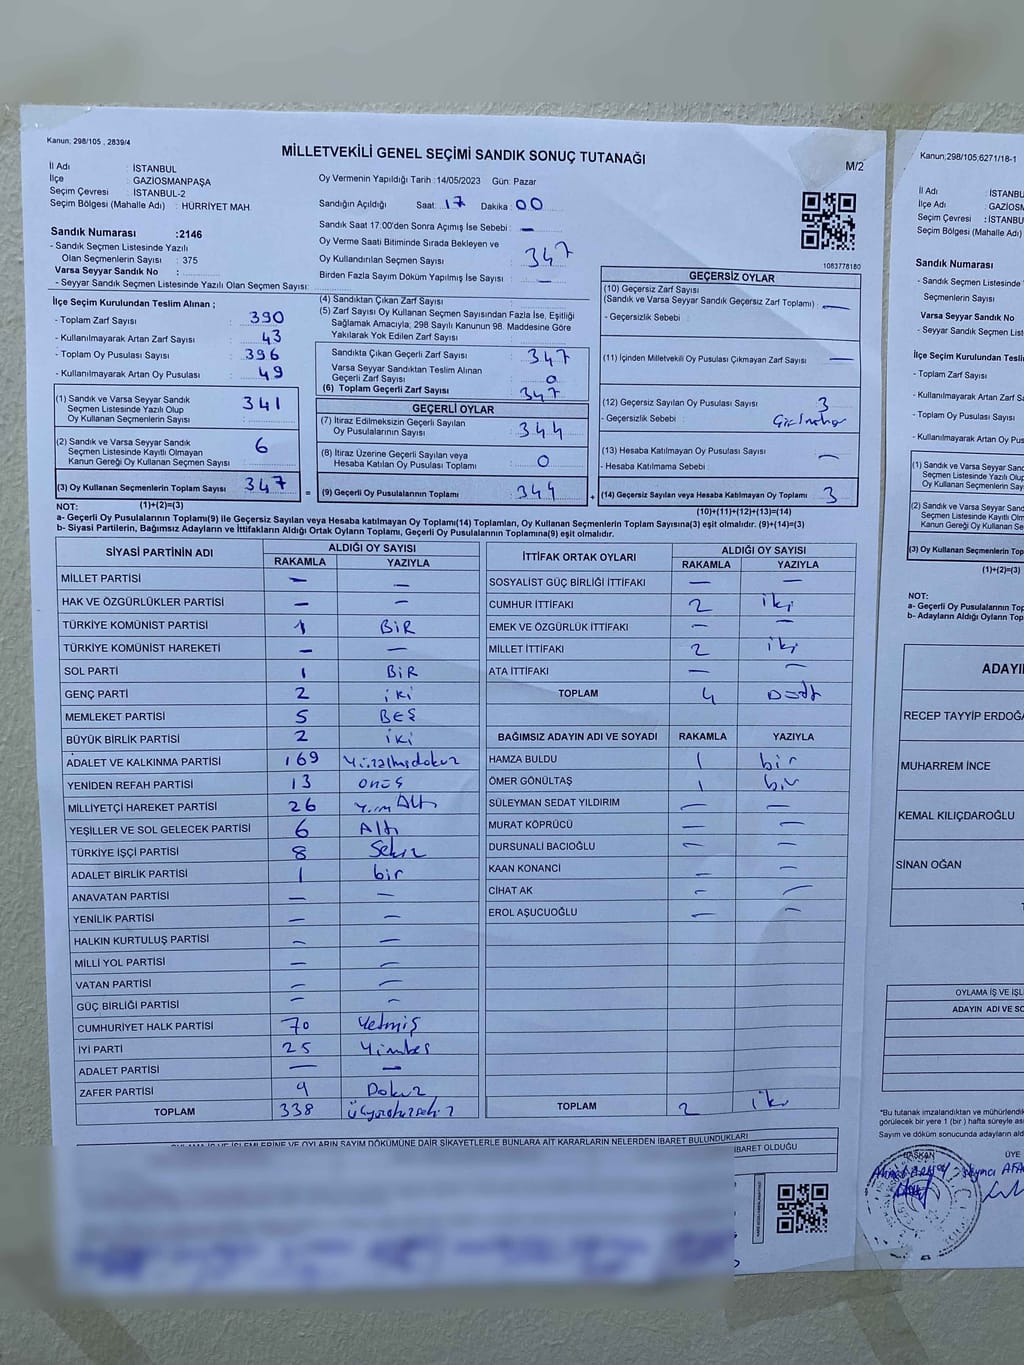 Kanun; 298/105 , 2839/4
MİLLETVEKİLİ GENEL SEÇİMİ SANDIK SONUÇ TUTANAĞI
M/2
İl Adı : İSTANBUL
İlçe : GAZİOSMANPAŞA
Seçim Çevresi : İSTANBUL-2
Seçim Bölgesi (Mahalle Adı) : HÜRRİYET MAH.
Sandık Numarası :2146
- Sandık Seçmen Listesinde Yazılı
Olan Seçmenlerin Sayısı : 375
Varsa Seyyar Sandık No :
- Seyyar Sandık Seçmen Listesinde Yazılı Olan Seçmen Sayısı:
Oy Vermenin Yapıldığı Tarih :14/05/2023 Gün: Pazar
Sandığın Açıldığı Saat: 17 Dakika : 00
Sandık Saat 17:00'den Sonra Açımış İse Sebebi : —
Oy Verme Saati Bitiminde Sırada Bekleyen ve
Oy Kullandırılan Seçmen Sayısı : 347
Birden Fazla Sayım Döküm Yapılmış İse Sayısı : —
1083778180
İlçe Seçim Kurulundan Teslim Alınan ;
- Toplam Zarf Sayısı : 390
- Kullanılmayarak Artan Zarf Sayısı : 43
- Toplam Oy Pusulası Sayısı : 396
- Kullanılmayarak Artan Oy Pusulası : 49
(1) Sandık ve Varsa Seyyar Sandık
Seçmen Listesinde Yazılı Olup
Oy Kullanan Seçmenlerin Sayısı : 341
(2) Sandık ve Varsa Seyyar Sandık
Seçmen Listesinde Kayıtlı Olmayan
Kanun Gereği Oy Kullanan Seçmen Sayısı : 6
(3) Oy Kullanan Seçmenlerin Toplam Sayısı : 347
(1)+(2)=(3)
(4) Sandıktan Çıkan Zarf Sayısı :
(5) Zarf Sayısı Oy Kullanan Seçmen Sayısından Fazla İse, Eşitliği
Sağlamak Amacıyla, 298 Sayılı Kanunun 98. Maddesine Göre
Yakılarak Yok Edilen Zarf Sayısı :
Sandıkta Çıkan Geçerli Zarf Sayısı : 347
Varsa Seyyar Sandıktan Teslim Alınan
Geçerli Zarf Sayısı : 0
(6) Toplam Geçerli Zarf Sayısı : 347
GEÇERLİ OYLAR
(7) İtiraz Edilmeksizin Geçerli Sayılan
Oy Pusulalarının Sayısı : 344
(8) İtiraz Üzerine Geçerli Sayılan veya
Hesaba Katılan Oy Pusulası Toplamı : 0
= (9) Geçerli Oy Pusulalarının Toplamı : 344
GEÇERSİZ OYLAR
(10) Geçersiz Zarf Sayısı
(Sandık ve Varsa Seyyar Sandık Geçersiz Zarf Toplamı) : —
- Geçersizlik Sebebi :
(11) İçinden Milletvekili Oy Pusulası Çıkmayan Zarf Sayısı : —
(12) Geçersiz Sayılan Oy Pusulası Sayısı : 3
- Geçersizlik Sebebi :
(13) Hesaba Katılmayan Oy Pusulası Sayısı : —
- Hesaba Katılmama Sebebi :
+ (14) Geçersiz Sayılan veya Hesaba Katılmayan Oy Toplamı : 3
(10)+(11)+(12)+(13)=(14)
NOT:
a- Geçerli Oy Pusulalarının Toplamı(9) ile Geçersiz Sayılan veya Hesaba katılmayan Oy Toplamı(14) Toplamları, Oy Kullanan Seçmenlerin Toplam Sayısına(3) eşit olmalıdır. (9)+(14)=(3)
b- Siyasi Partilerin, Bağımsız Adayların ve İttifakların Aldığı Ortak Oyların Toplamı, Geçerli Oy Pusulalarının Toplamına(9) eşit olmalıdır.
SİYASİ PARTİNİN ADI ALDIĞI OY SAYISI
RAKAMLA YAZIYLA
MİLLET PARTİSİ — —
HAK VE ÖZGÜRLÜKLER PARTİSİ — —
TÜRKİYE KOMÜNİST PARTİSİ 1 BİR
TÜRKİYE KOMÜNİST HAREKETİ — —
SOL PARTİ 1 BİR
GENÇ PARTİ 2 iKi
MEMLEKET PARTİSİ 5 BEŞ
BÜYÜK BİRLİK PARTİSİ 2 iKi
ADALET VE KALKINMA PARTİSİ 169
YENİDEN REFAH PARTİSİ 13 onüş
MİLLİYETÇİ HAREKET PARTİSİ 26
YEŞİLLER VE SOL GELECEK PARTİSİ 6 Altı
TÜRKİYE İŞÇİ PARTİSİ 8 Sekiz
ADALET BİRLİK PARTİSİ 1 bir
ANAVATAN PARTİSİ — —
YENİLİK PARTİSİ — —
HALKIN KURTULUŞ PARTİSİ — —
MİLLİ YOL PARTİSİ — —
VATAN PARTİSİ — —
GÜÇ BİRLİĞİ PARTİSİ — —
CUMHURİYET HALK PARTİSİ 70 Yetmiş
İYİ PARTİ 25
ADALET PARTİSİ — —
ZAFER PARTİSİ 9 Dokuz
TOPLAM 338
İTTİFAK ORTAK OYLARI ALDIĞI OY SAYISI
RAKAMLA YAZIYLA
SOSYALİST GÜÇ BİRLİĞİ İTTİFAKI — —
CUMHUR İTTİFAKI 2 iki
EMEK VE ÖZGÜRLÜK İTTİFAKI — —
MİLLET İTTİFAKI 2 iki
ATA İTTİFAKI — —
TOPLAM 4 Dört
BAĞIMSIZ ADAYIN ADI VE SOYADI RAKAMLA YAZIYLA
HAMZA BULDU 1 bir
ÖMER GÖNÜLTAŞ 1 bir
SÜLEYMAN SEDAT YILDIRIM — —
MURAT KÖPRÜCÜ — —
DURSUNALİ BACIOĞLU — —
KAAN KONANCİ — —
CİHAT AK — —
EROL AŞUCUOĞLU — —
TOPLAM 2 iki
OYLAMA İŞ VE İŞLEMLERİNE VE OYLARIN SAYIM DÖKÜMÜNE DAİR ŞİKAYETLERLE BUNLARA AİT KARARLARIN NELERDEN İBARET BULUNDUKLARI
İBARET OLDUĞU
Kanun;298/105,6271/18-1
İl Adı : İSTANBU
İlçe : GAZİOSM
Seçim Çevresi : İSTANBU
Seçim Bölgesi (Mahalle Adı)
Sandık Numarası
- Sandık Seçmen Listesinde
Seçmenlerin Sayısı
Varsa Seyyar Sandık No
- Seyyar Sandık Seçmen List
İlçe Seçim Kurulundan Tesli
- Toplam Zarf Sayısı
- Kullanılmayarak Artan Zarf
- Toplam Oy Pusulası Sayısı
- Kullanılmayarak Artan Oy Pus
(1) Sandık ve Varsa Seyyar
Seçmen Listesinde Yazılı
Oy Kullanan Seçmenlerin Say
(2) Sandık ve Varsa Seyyar
Seçmen Listesinde Kayıtlı Olm
Kanun Gereği Oy Kullanan Se
(3) Oy Kullanan Seçmenlerin Top
(1)+(2)=(3)
NOT:
a- Geçerli Oy Pusulalarının Top
b- Adayların Aldığı Oyların Top
ADAYI
RECEP TAYYİP ERDOĞA
MUHARREM İNCE
KEMAL KILIÇDAROĞLU
SİNAN OĞAN
OYLAMA İŞ VE İŞLE
ADAYIN ADI VE SO
*Bu tutanak imzalandıktan ve mühürlendik
görülecek bir yere 1 (bir ) hafta süreyle as
Sayım ve döküm sonucunda adayların ald
BAŞKAN
ÜYE